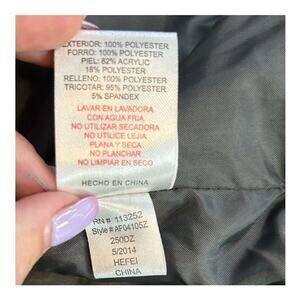 EXTERIOR: 100% POLYESTER
FORRO: 100% POLYESTER
PIEL: 82% ACRYLIC
18% POLYESTER
RELLENO: 100% POLYESTER
TRICOTAR: 95% POLYESTER
5% SPANDEX
LAVAR EN LAVADORA
CON AGUA FRIA
NO UTILIZAR SECADORA
NO UTILICE LEJIA
PLANA Y SECA
NO PLANCHAR
NO LIMPIAR EN SECO
HECHO EN CHINA
RN # 113252
Style # AF04105Z
250DZ
5/2014
HEFEI
CHINA